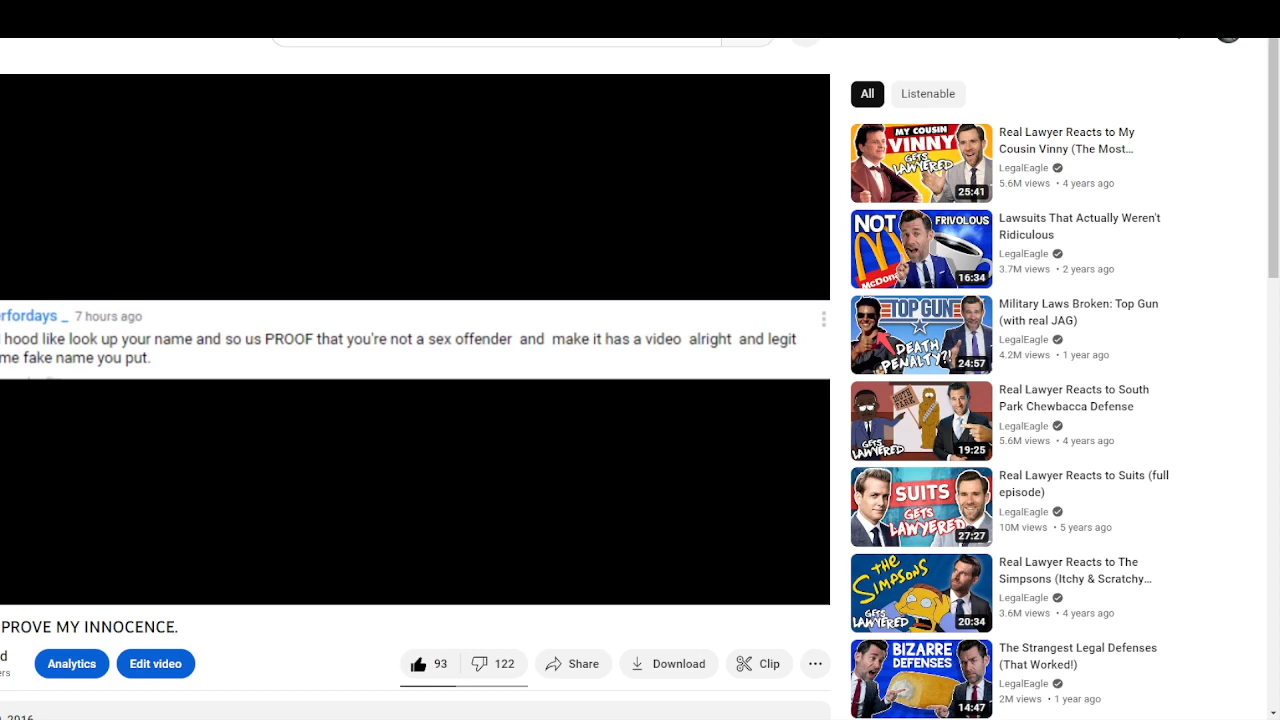 All
Listenable
MY COUSIN
VINNY
GETS
LAWYERED
25:41
Real Lawyer Reacts to My
Cousin Vinny (The Most...
LegalEagle
5.6M views • 4 years ago
NOT
FRIVOLOUS
McDona
16:34
Lawsuits That Actually Weren't
Ridiculous
LegalEagle
3.7M views • 2 years ago
TOP GUN
DEATH
PENALTY?!
24:57
Military Laws Broken: Top Gun
(with real JAG)
LegalEagle
4.2M views • 1 year ago
rfordays _ 7 hours ago
hood like look up your name and so us PROOF that you're not a sex offender and make it has a video alright and legit
me fake name you put.
SOUTH
PARK
GETS
LAWYERED
19:25
Real Lawyer Reacts to South
Park Chewbacca Defense
LegalEagle
5.6M views • 4 years ago
SUITS
GETS
LAWYERED
27:27
Real Lawyer Reacts to Suits (full
episode)
LegalEagle
10M views • 5 years ago
THE
SIMPSONS
GETS
LAWYERED
20:34
Real Lawyer Reacts to The
Simpsons (Itchy & Scratchy...
LegalEagle
3.6M views • 4 years ago
BIZARRE
DEFENSES
14:47
The Strangest Legal Defenses
(That Worked!)
LegalEagle
2M views • 1 year ago
PROVE MY INNOCENCE.
d
ers
Analytics
Edit video
93
122
Share
Download
Clip
2016